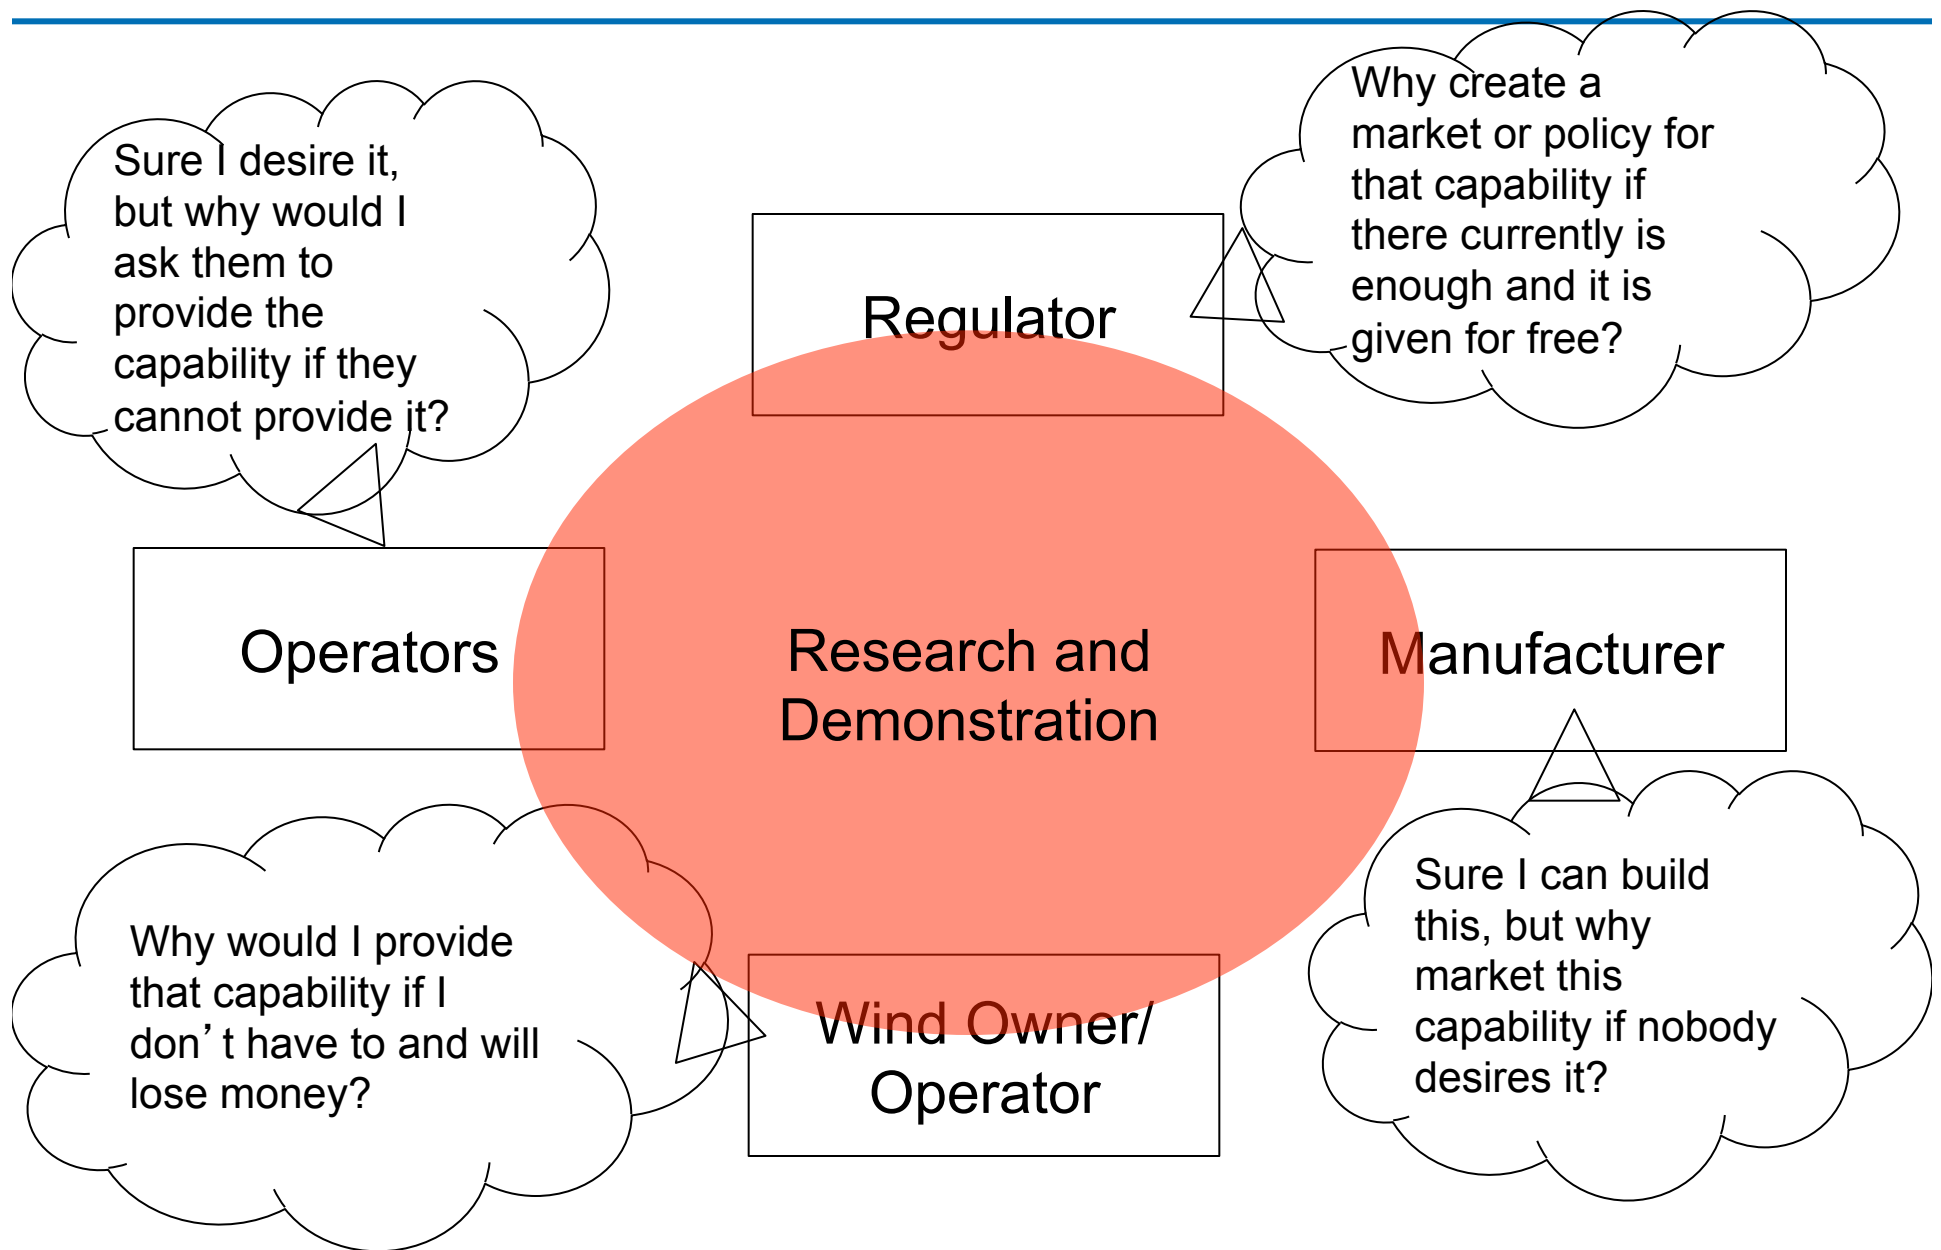 Sure I desire it,
but why would I
ask them to
provide the
capability if they
cannot provide it?
Why create a
market or policy for
that capability if
there currently is
enough and it is
given for free?
Regulator
Operators
Research and
Demonstration
Manufacturer
Why would I provide
that capability if I
don’t have to and will
lose money?
Wind Owner/
Operator
Sure I can build
this, but why
market this
capability if nobody
desires it?